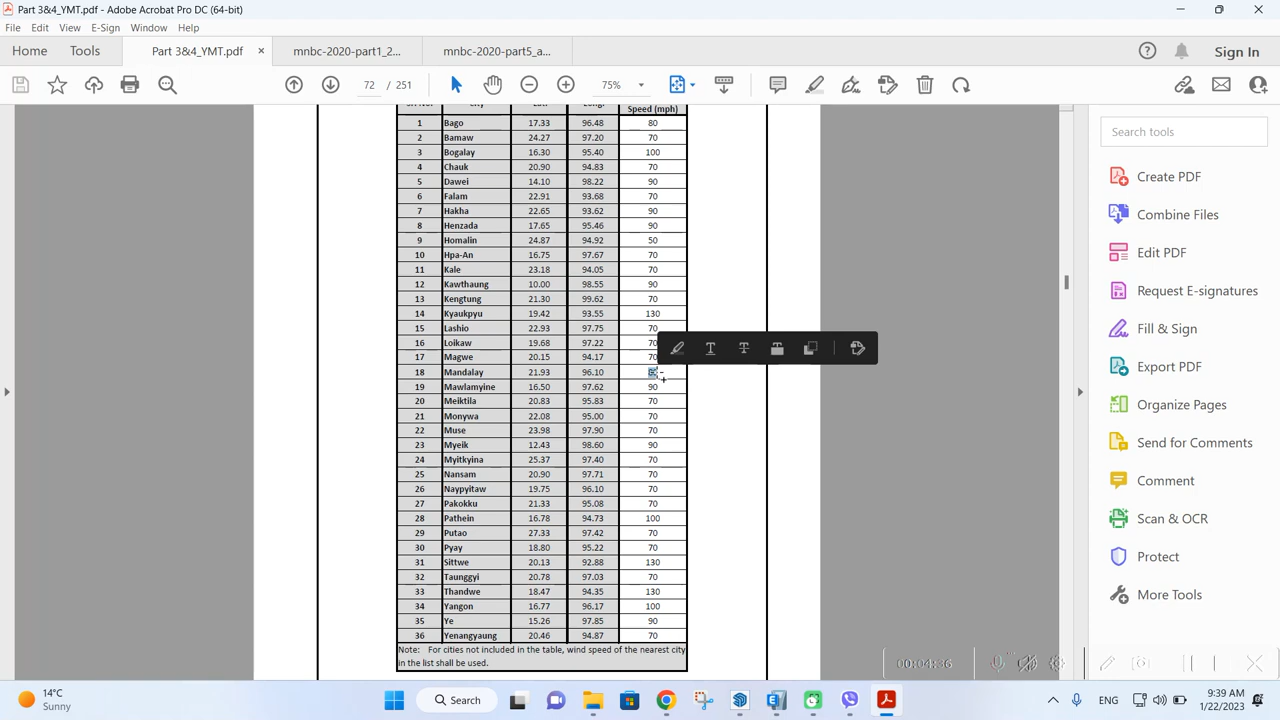 Part 3&4_YMT.pdf - Adobe Acrobat Pro DC (64-bit)
File Edit View E-Sign Window Help
Home Tools Part 3&4_YMT.pdf × mnbc-2020-part1_2... mnbc-2020-part5_a... Sign In
72 / 251 75%
Speed (mph)
1 Bago 17.33 96.48 80
2 Bamaw 24.27 97.20 70
3 Bogalay 16.30 95.40 100
4 Chauk 20.90 94.83 70
5 Dawei 14.10 98.22 90
6 Falam 22.91 93.68 70
7 Hakha 22.65 93.62 90
8 Henzada 17.65 95.46 90
9 Homalin 24.87 94.92 50
10 Hpa-An 16.75 97.67 70
11 Kale 23.18 94.05 70
12 Kawthaung 10.00 98.55 90
13 Kengtung 21.30 99.62 70
14 Kyaukpyu 19.42 93.55 130
15 Lashio 22.93 97.75 70
16 Loikaw 19.68 97.22 70
17 Magwe 20.15 94.17 70
18 Mandalay 21.93 96.10
19 Mawlamyine 16.50 97.62 90
20 Meiktila 20.83 95.83 70
21 Monywa 22.08 95.00 70
22 Muse 23.98 97.90 70
23 Myeik 12.43 98.60 90
24 Myitkyina 25.37 97.40 70
25 Nansam 20.90 97.71 70
26 Naypyitaw 19.75 96.10 70
27 Pakokku 21.33 95.08 70
28 Pathein 16.78 94.73 100
29 Putao 27.33 97.42 70
30 Pyay 18.80 95.22 70
31 Sittwe 20.13 92.88 130
32 Taunggyi 20.78 97.03 70
33 Thandwe 18.47 94.35 130
34 Yangon 16.77 96.17 100
35 Ye 15.26 97.85 90
36 Yenangyaung 20.46 94.87 70
Note: For cities not included in the table, wind speed of the nearest city
in the list shall be used.
Search tools
Create PDF
Combine Files
Edit PDF
Request E-signatures
Fill & Sign
Export PDF
Organize Pages
Send for Comments
Comment
Scan & OCR
Protect
More Tools
00:04:36
14°C
Sunny
Search
ENG
9:39 AM
1/22/2023